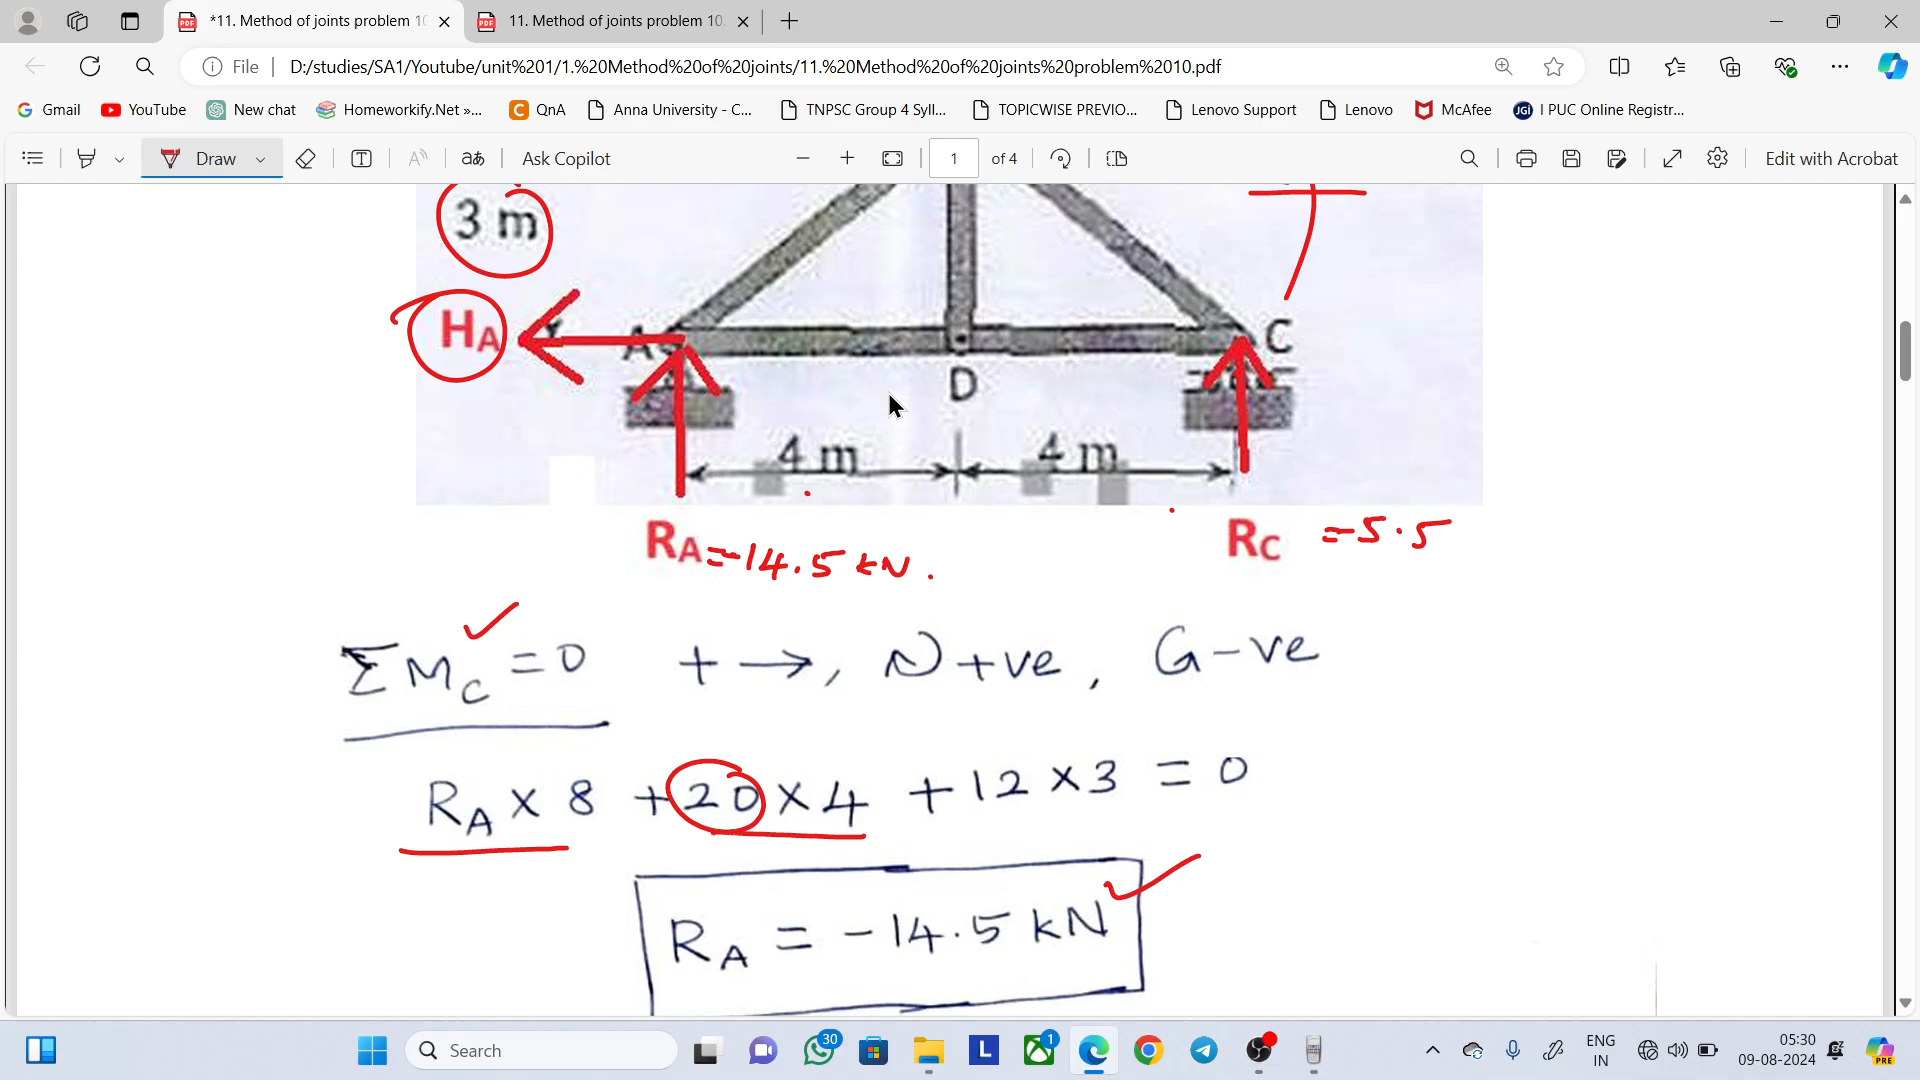 *11. Method of joints problem 10
11. Method of joints problem 10.
File
D:/studies/SA1/Youtube/unit%201/1.%20Method%20of%20joints/11.%20Method%20of%20joints%20problem%2010.pdf
Gmail
YouTube
New chat
Homeworkify.Net »...
QnA
Anna University - C...
TNPSC Group 4 Syll...
TOPICWISE PREVIO...
Lenovo Support
Lenovo
McAfee
I PUC Online Registr...
Draw
Ask Copilot
1 of 4
Edit with Acrobat
3 m
HA
A
C
D
4 m
4 m
RA = -14.5 kN.
RC = -5.5
ΣMC = 0 + →, N +ve, G -ve
RA × 8 + 20 × 4 + 12 × 3 = 0
RA = -14.5 kN
Search
30
L
1
ENG
IN
05:30
09-08-2024
PRE